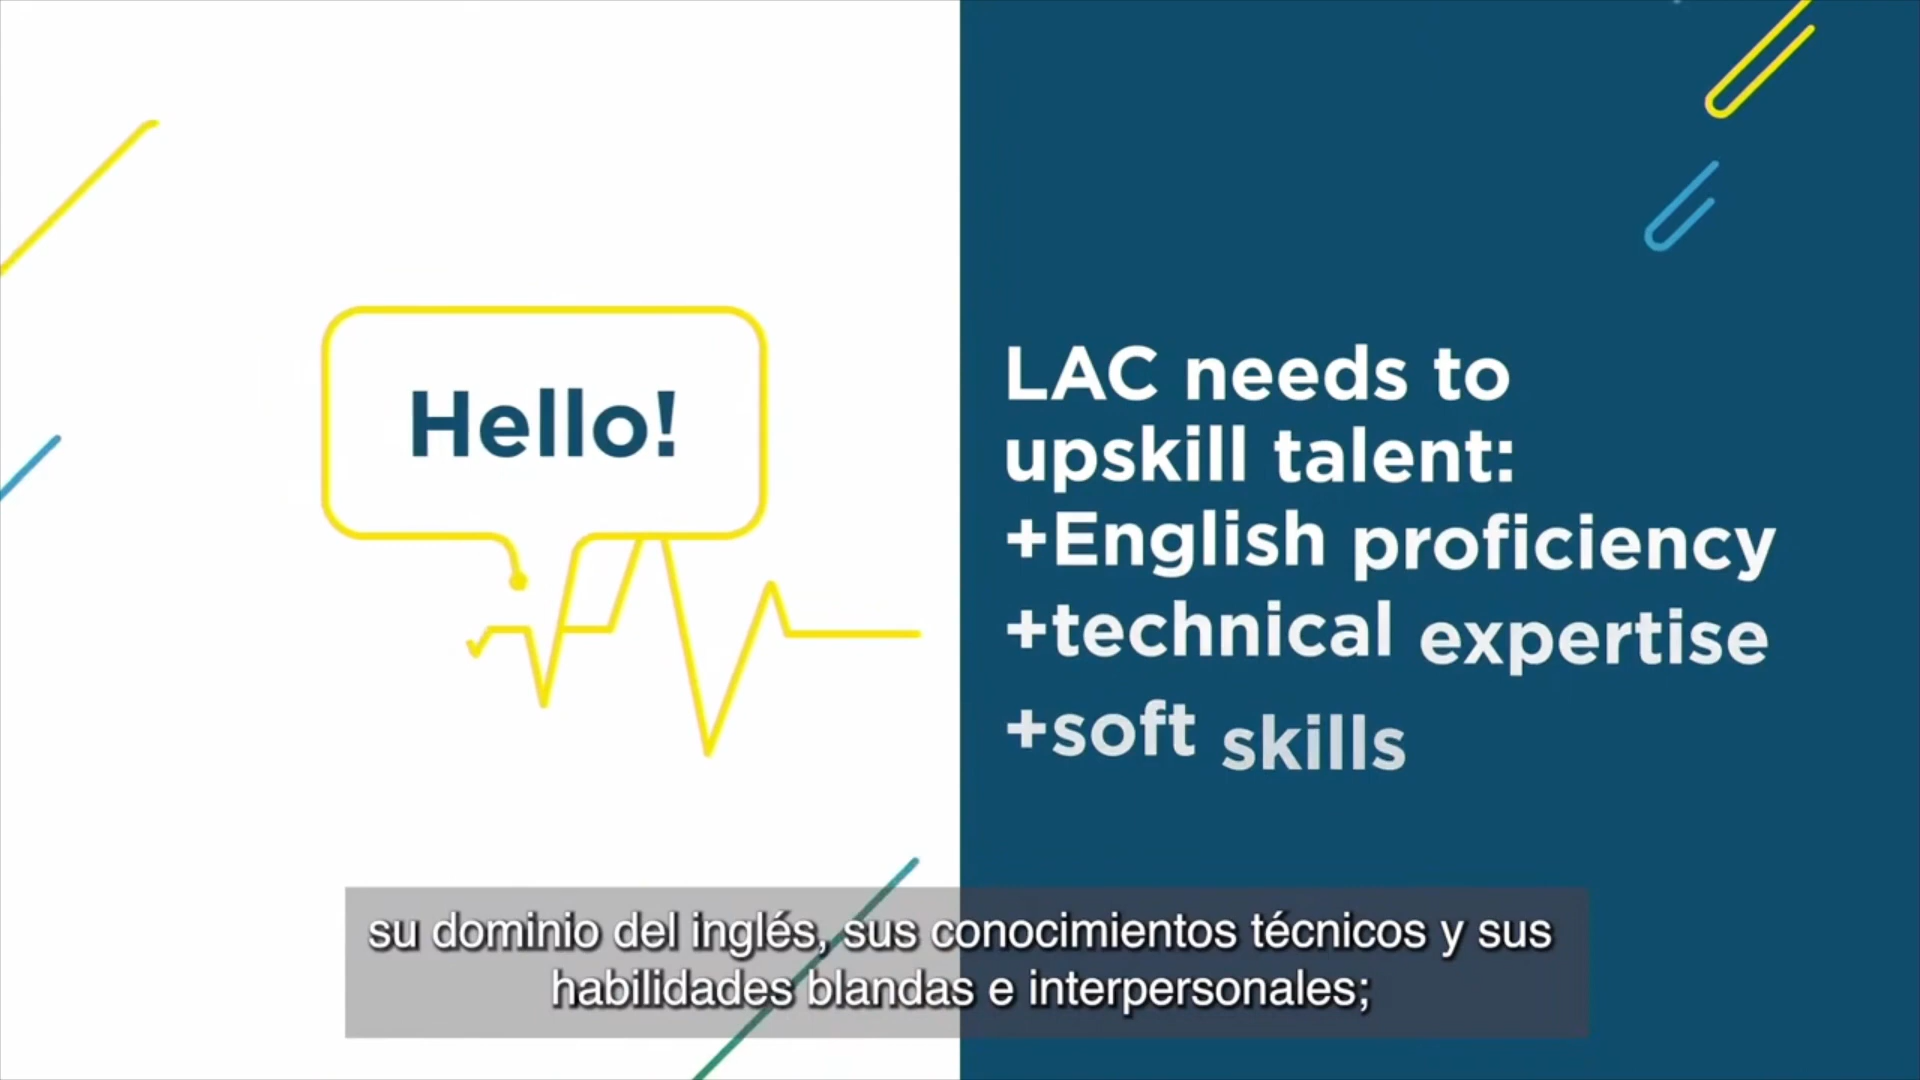 Hello!
LAC needs to
upskill talent:
+English proficiency
+technical expertise
+soft skills
su dominio del inglés, sus conocimientos técnicos y sus
habilidades blandas e interpersonales;